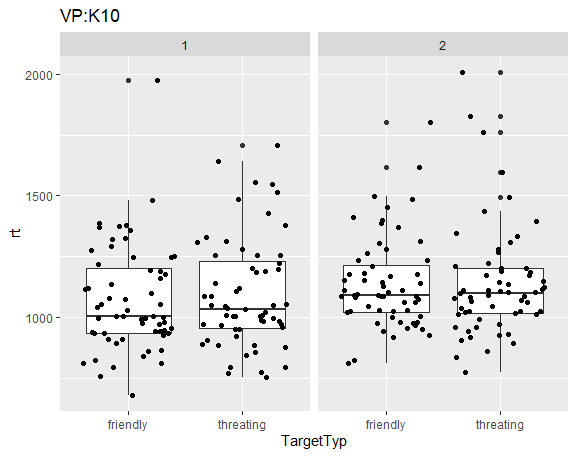 VP:K10
1 2
2000
1500
1000
rt
friendly threating friendly threating
TargetTyp